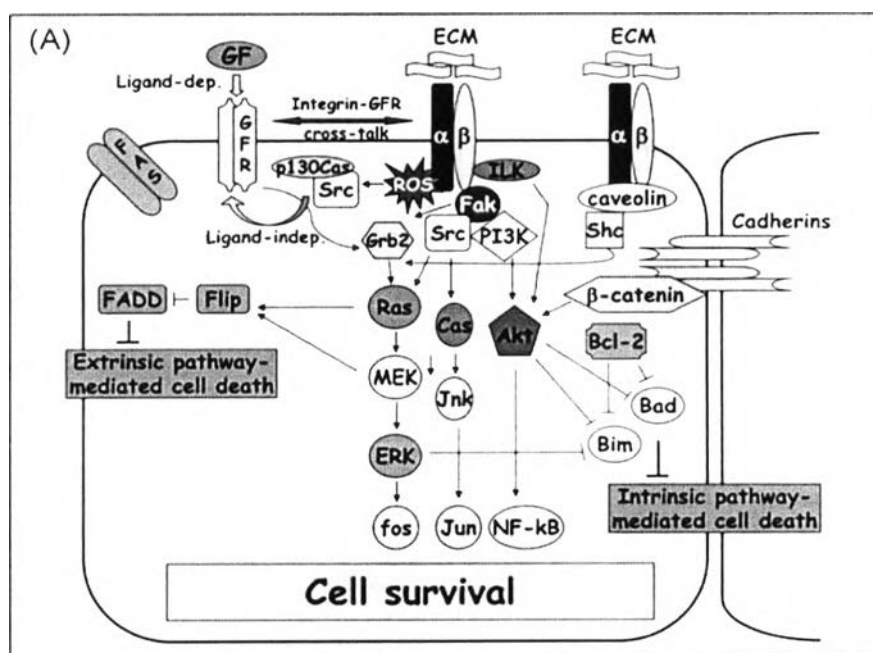 (A)
GF
ECM
ECM
Ligand-dep.
Integrin-GFR
cross-talk
GFR
α
β
α
β
FAS
p130Cas
Src
ROS
ILK
Fak
caveolin
Ligand-indep.
Grb2
Src
PI3K
Shc
Cadherins
β-catenin
FADD
Flip
Ras
Cas
Akt
Bcl-2
Extrinsic pathway-
mediated cell death
MEK
Jnk
Bad
Bim
ERK
Intrinsic pathway-
mediated cell death
fos
Jun
NF-kB
Cell survival